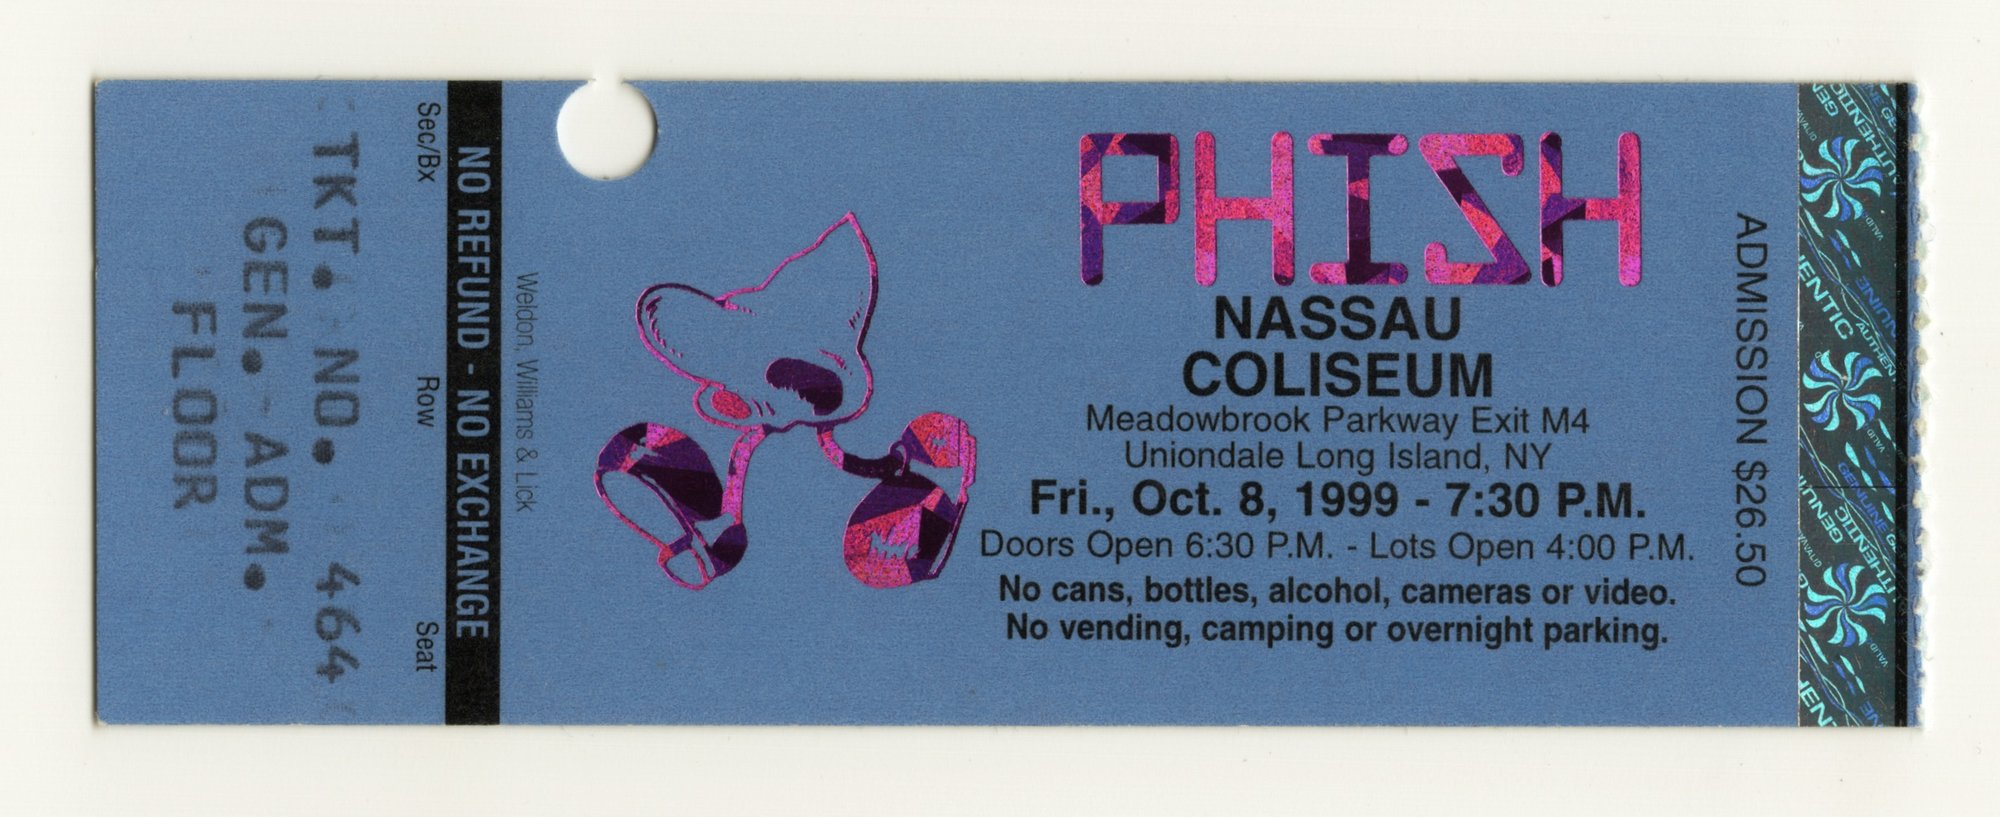 TKT. NO. 464
GEN. ADM.
FLOOR
Sec/Bx Row Seat
NO REFUND - NO EXCHANGE
Weldon, Williams & Lick
PHISH
NASSAU
COLISEUM
Meadowbrook Parkway Exit M4
Uniondale Long Island, NY
Fri., Oct. 8, 1999 - 7:30 P.M.
Doors Open 6:30 P.M. - Lots Open 4:00 P.M.
No cans, bottles, alcohol, cameras or video.
No vending, camping or overnight parking.
ADMISSION $26.50
AUTHENTIC
GENUINE
VALID